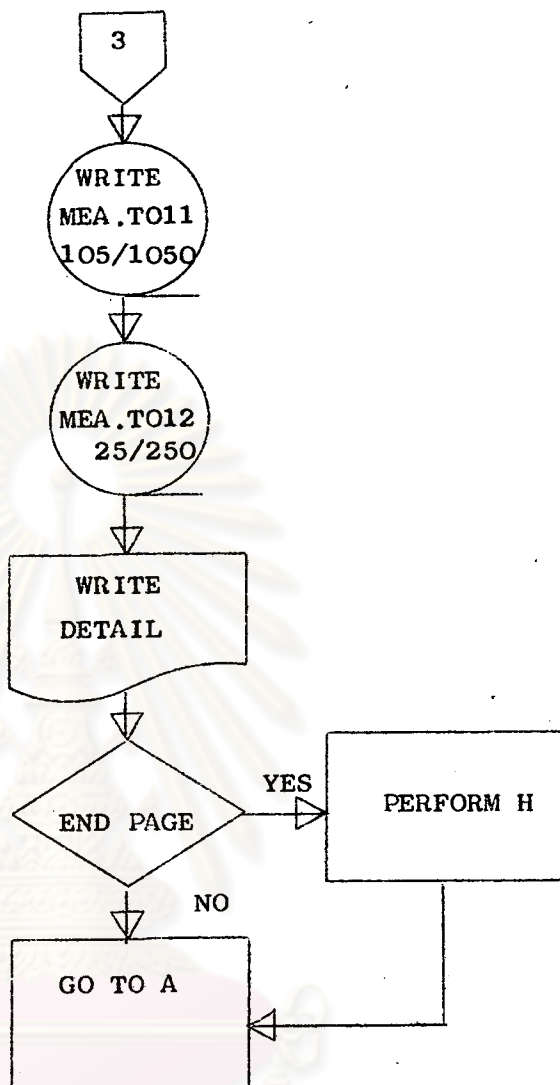 3
WRITE
MEA.TO11
105/1050
WRITE
MEA.TO12
25/250
WRITE
DETAIL
END PAGE
YES
PERFORM H
NO
GO TO A